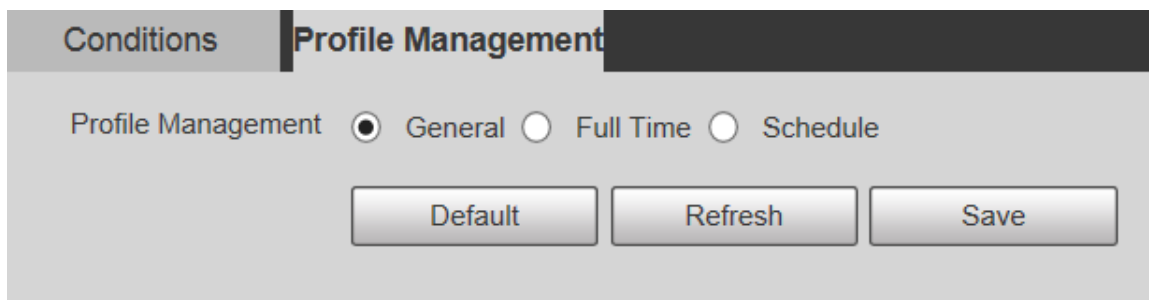 Conditions Profile Management
Profile Management General Full Time Schedule
Default Refresh Save